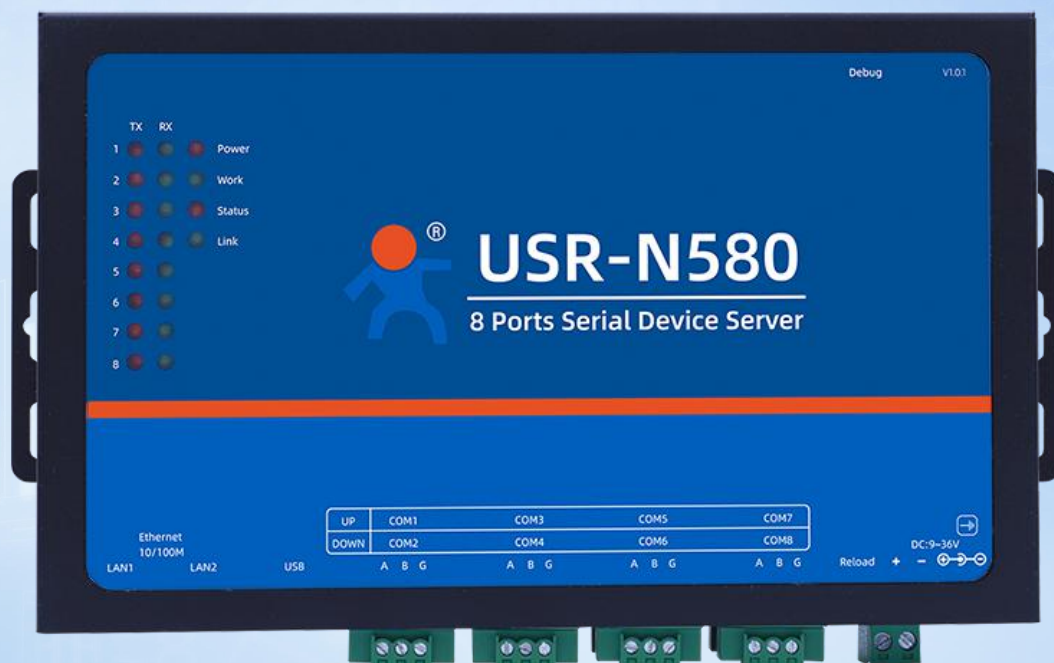 Debug V1.0.1
TX RX
1 Power
2 Work
3 Status
4 Link
5
6
7
8
®
USR-N580
8 Ports Serial Device Server
UP COM1 COM3 COM5 COM7
DOWN COM2 COM4 COM6 COM8
Ethernet
10/100M
DC:9-36V
LAN1 LAN2 USB A B G A B G A B G A B G Reload + −